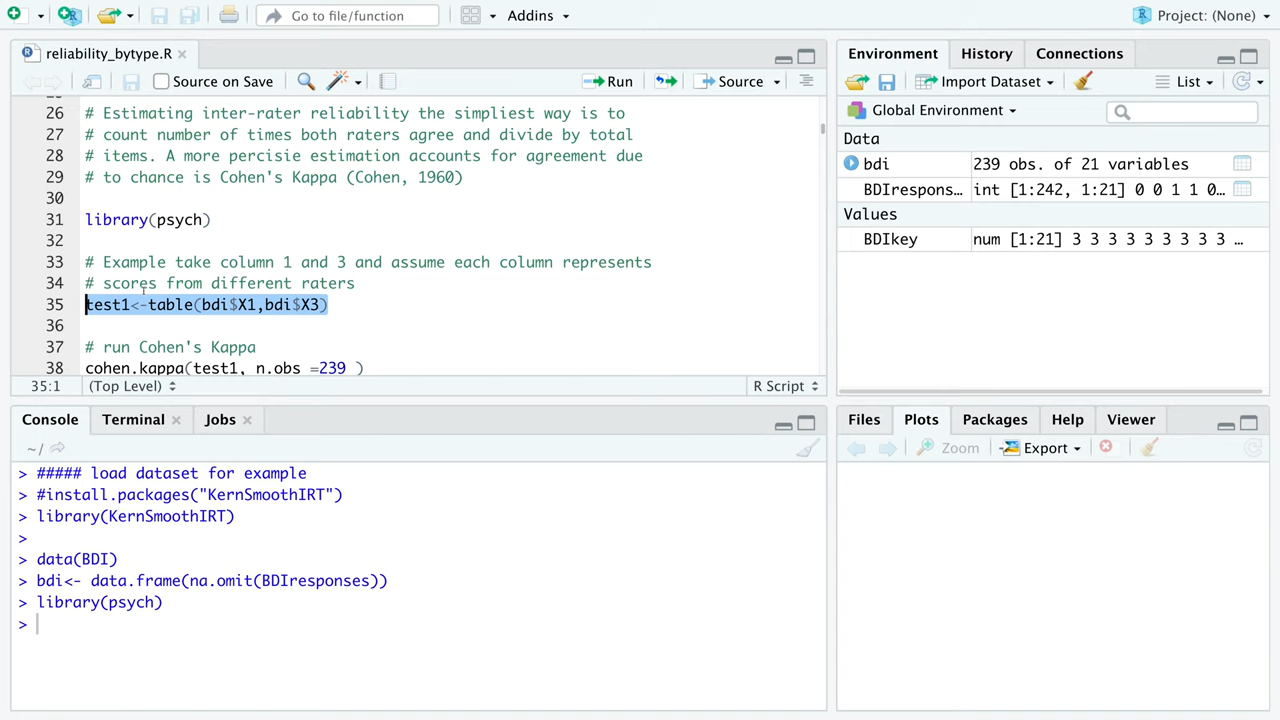 Go to file/function
Addins
Project: (None)
reliability_bytype.R
Source on Save
Run
Source
26 # Estimating inter-rater reliability the simpliest way is to
27 # count number of times both raters agree and divide by total
28 # items. A more percisie estimation accounts for agreement due
29 # to chance is Cohen's Kappa (Cohen, 1960)
30
31 library(psych)
32
33 # Example take column 1 and 3 and assume each column represents
34 # scores from different raters
35 test1<-table(bdi$X1,bdi$X3)
36
37 # run Cohen's Kappa
38 cohen.kappa(test1, n.obs =239 )
35:1 (Top Level) R Script
Console Terminal Jobs
~/
> ##### load dataset for example
> #install.packages("KernSmoothIRT")
> library(KernSmoothIRT)
>
> data(BDI)
> bdi<- data.frame(na.omit(BDIresponses))
> library(psych)
>
Environment History Connections
Import Dataset List
Global Environment
Data
bdi 239 obs. of 21 variables
BDIrespons… int [1:242, 1:21] 0 0 1 1 0…
Values
BDIkey num [1:21] 3 3 3 3 3 3 3 3 3 …
Files Plots Packages Help Viewer
Zoom Export